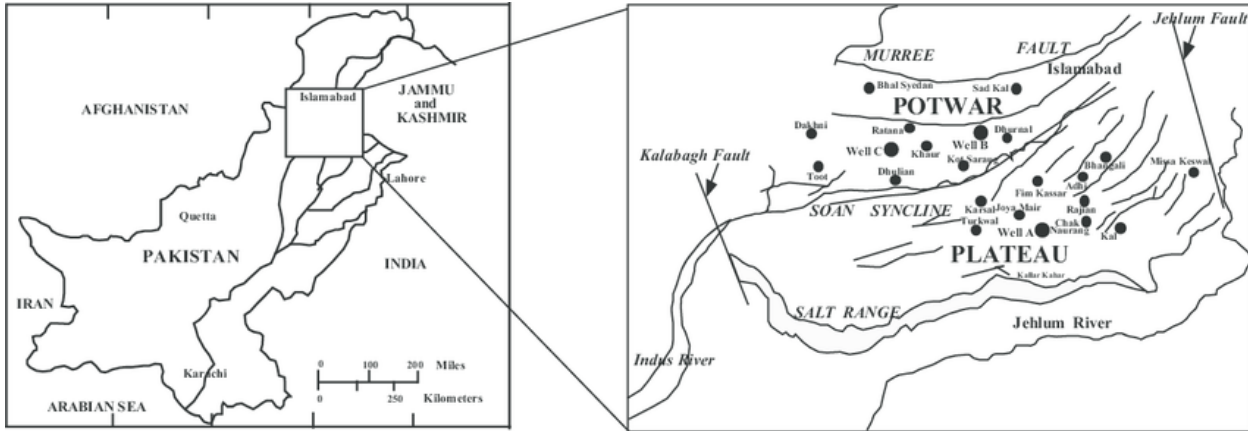 Islamabad
AFGHANISTAN
JAMMU
and
KASHMIR
Lahore
Quetta
PAKISTAN
INDIA
IRAN
Karachi
ARABIAN SEA
0 100 200 Miles
0 250 Kilometers
Jehlum Fault
MURREE FAULT
Islamabad
Bhal Syedan
Sad Kal
POTWAR
Dakhni
Ratana
Well B
Dhurnal
Well C
Khaur
Kot Sarang
Bhangali
Missa Keswal
Kalabagh Fault
Toot
Dhulian
Fim Kassar
Adhi
SOAN SYNCLINE
Karsal
Joya Mair
Rajian
Turkwal
Well A
Chak
Naurang
Kal
PLATEAU
Kallar Kahar
SALT RANGE
Jehlum River
Indus River